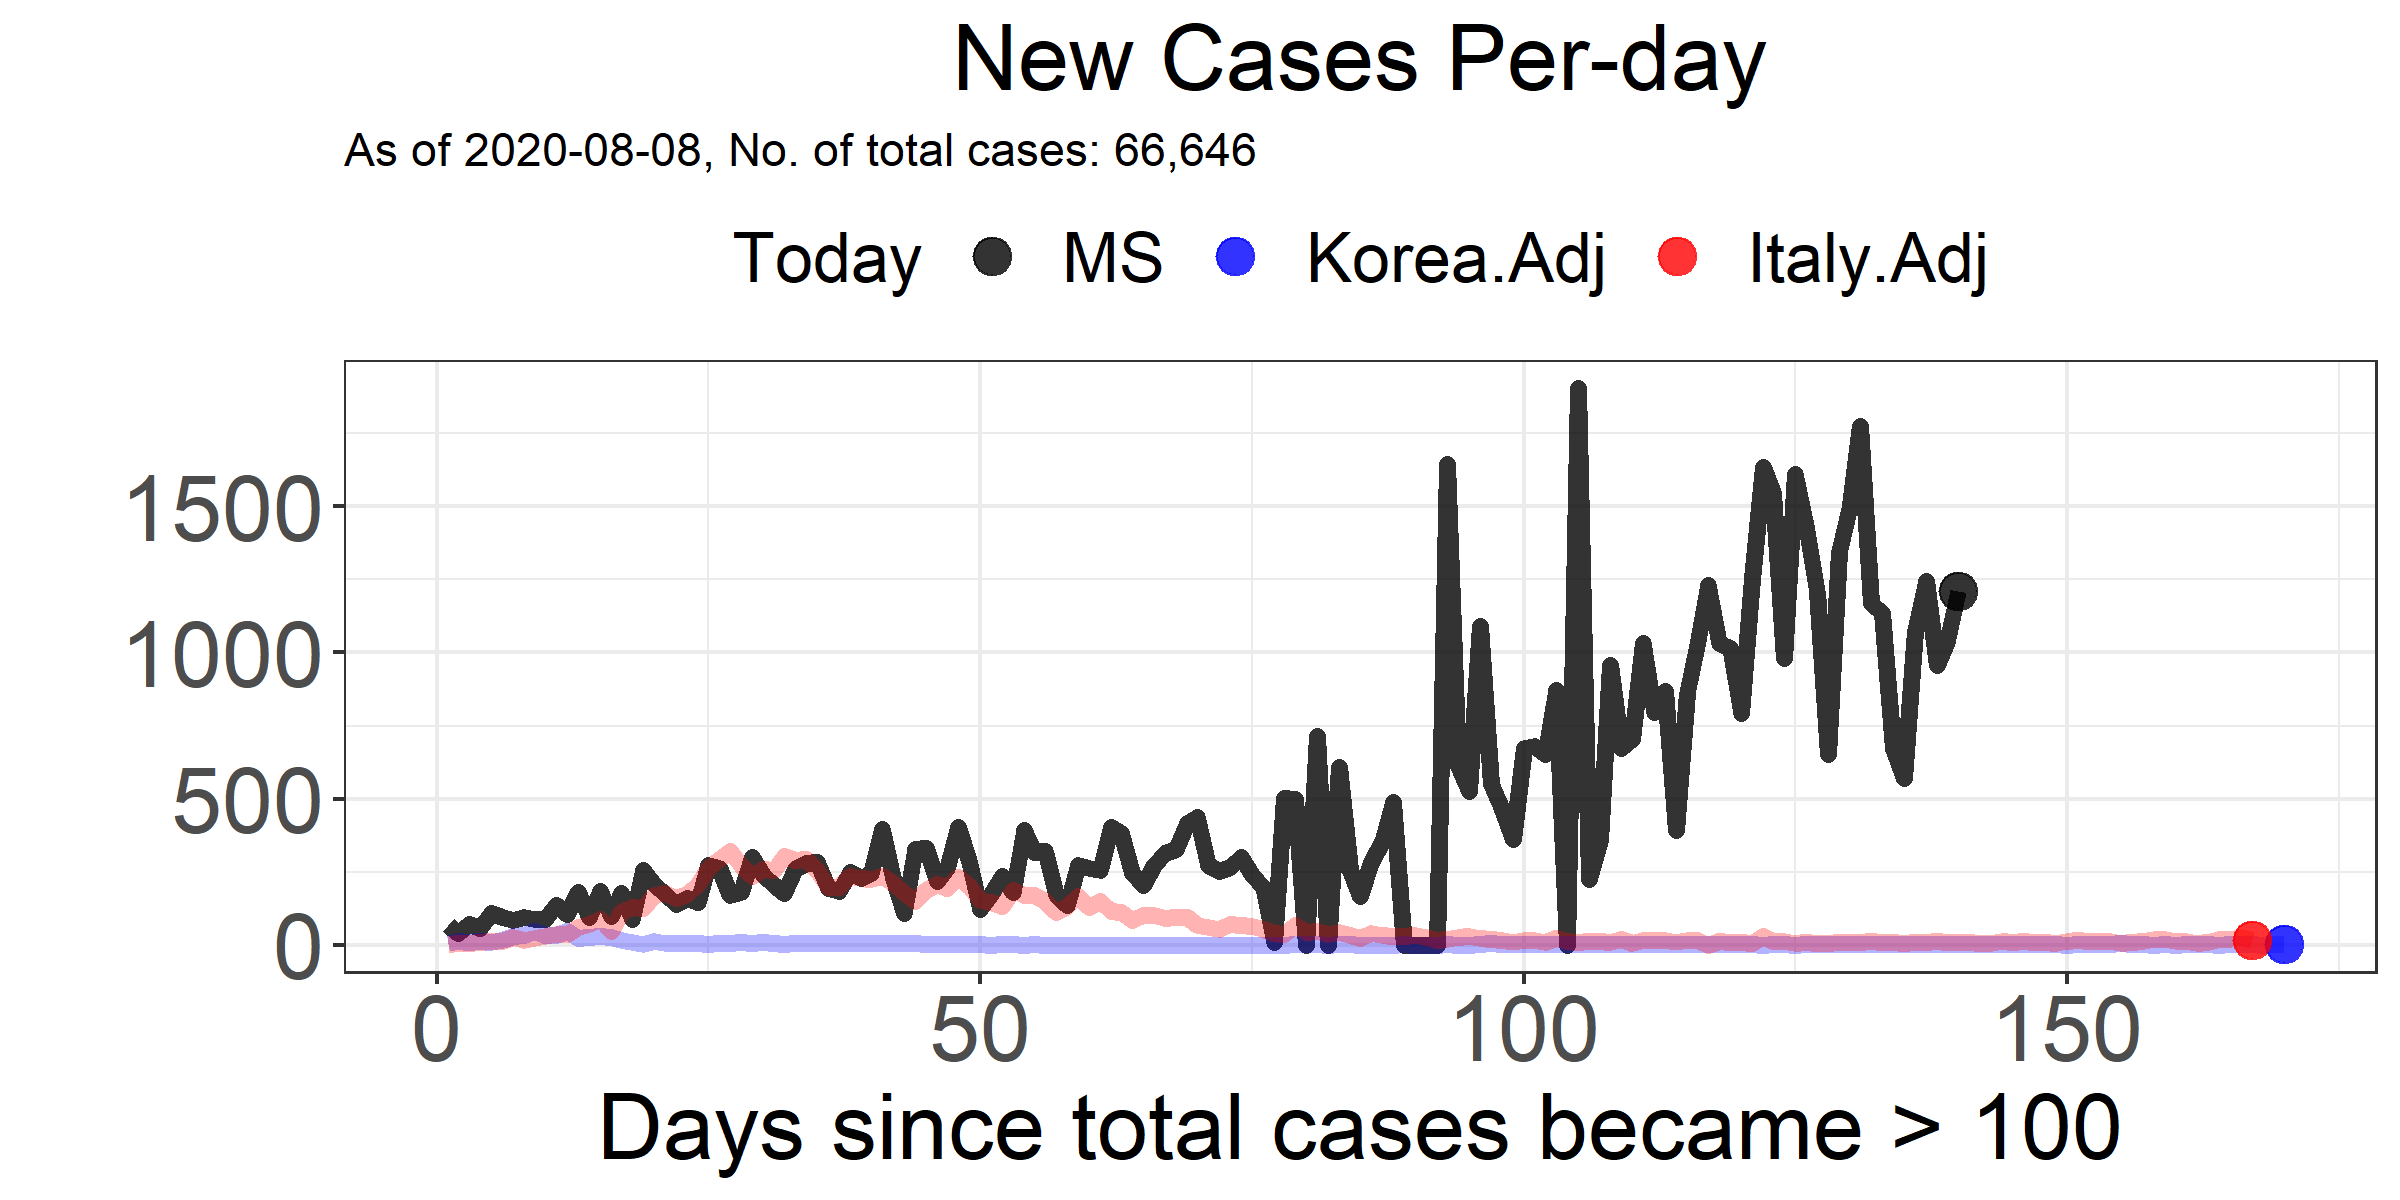 New Cases Per-day
As of 2020-08-08, No. of total cases: 66,646
Today MS Korea.Adj Italy.Adj
1500
1000
500
0
0 50 100 150
Days since total cases became > 100